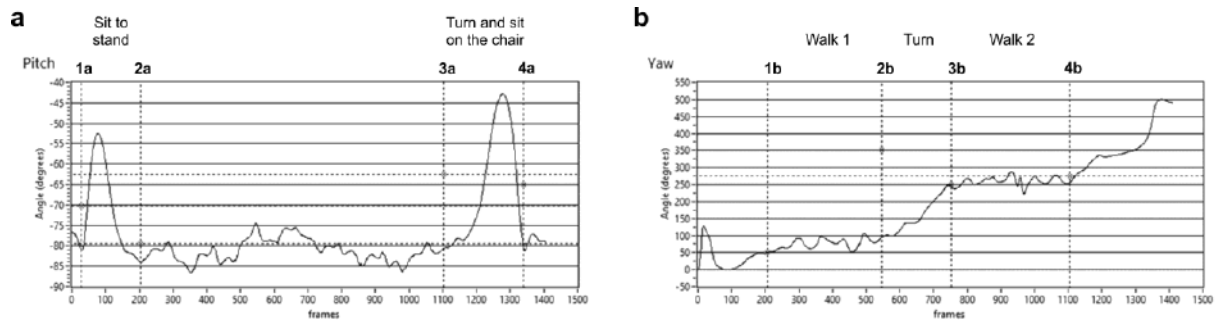 a
Sit to
stand
Turn and sit
on the chair
Pitch
1a 2a 3a 4a
-40
-45
-50
-55
-60
-65
-70
-75
-80
-85
-90
Angle (degrees)
0 100 200 300 400 500 600 700 800 900 1000 1100 1200 1300 1400 1500
frames
b
Walk 1 Turn Walk 2
Yaw
1b 2b 3b 4b
550
500
450
400
350
300
250
200
150
100
50
0
-50
Angle (degrees)
0 100 200 300 400 500 600 700 800 900 1000 1100 1200 1300 1400 1500
frames